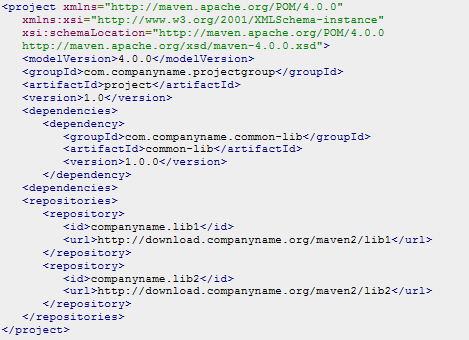 <project xmlns="http://maven.apache.org/POM/4.0.0"
xmlns:xsi="http://www.w3.org/2001/XMLSchema-instance"
xsi:schemaLocation="http://maven.apache.org/POM/4.0.0
http://maven.apache.org/xsd/maven-4.0.0.xsd">
<modelVersion>4.0.0</modelVersion>
<groupId>com.companyname.projectgroup</groupId>
<artifactId>project</artifactId>
<version>1.0</version>
<dependencies>
<dependency>
<groupId>com.companyname.common-lib</groupId>
<artifactId>common-lib</artifactId>
<version>1.0.0</version>
</dependency>
<dependencies>
<repositories>
<repository>
<id>companyname.lib1</id>
<url>http://download.companyname.org/maven2/lib1</url>
</repository>
<repository>
<id>companyname.lib2</id>
<url>http://download.companyname.org/maven2/lib2</url>
</repository>
</repositories>
</project>